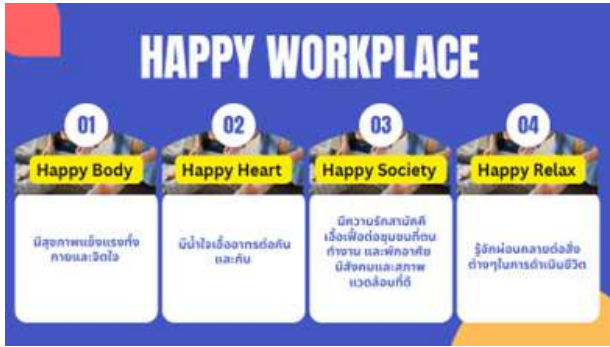 HAPPY WORKPLACE
01
Happy Body
มีสุขภาพแข็งแรงทั้ง
กายและจิตใจ
02
Happy Heart
มีน้ำใจเอื้ออาทรต่อกัน
และกัน
03
Happy Society
มีความรักสามัคคี
เอื้อเฟื้อต่อชุมชนที่ตน
ทำงาน และพักอาศัย
มีสังคมและสภาพ
แวดล้อมที่ดี
04
Happy Relax
รู้จักผ่อนคลายต่อสิ่ง
ต่างๆในการดำเนินชีวิต